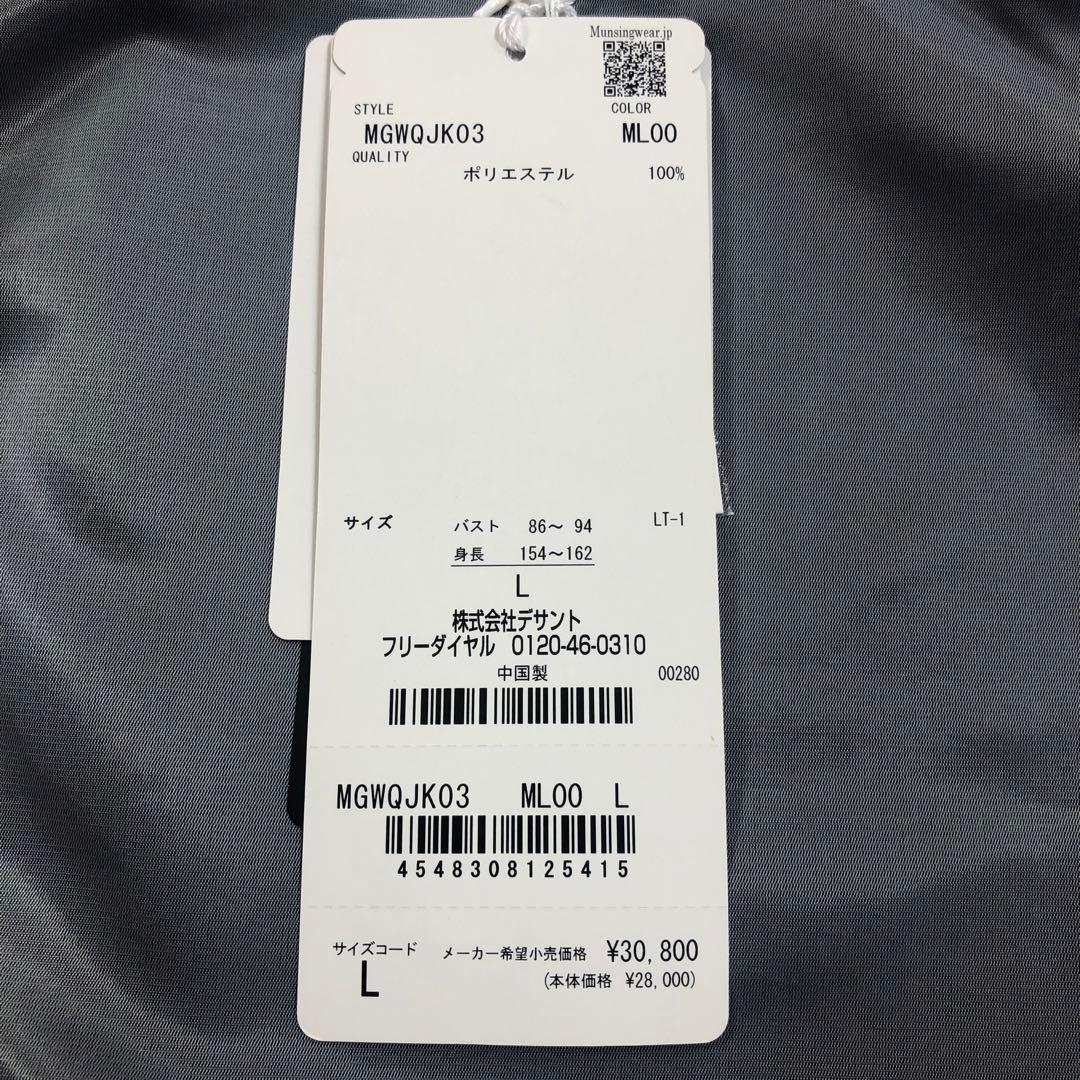 Munsingwear.jp
STYLE COLOR
MGWQJK03 ML00
QUALITY
ポリエステル 100%
サイズ バスト 86～ 94 LT-1
身長 154～162
L
株式会社デサント
フリーダイヤル 0120-46-0310
中国製 00280
MGWQJK03 ML00 L
4548308125415
サイズコード メーカー希望小売価格 ¥30,800
L (本体価格 ¥28,000)